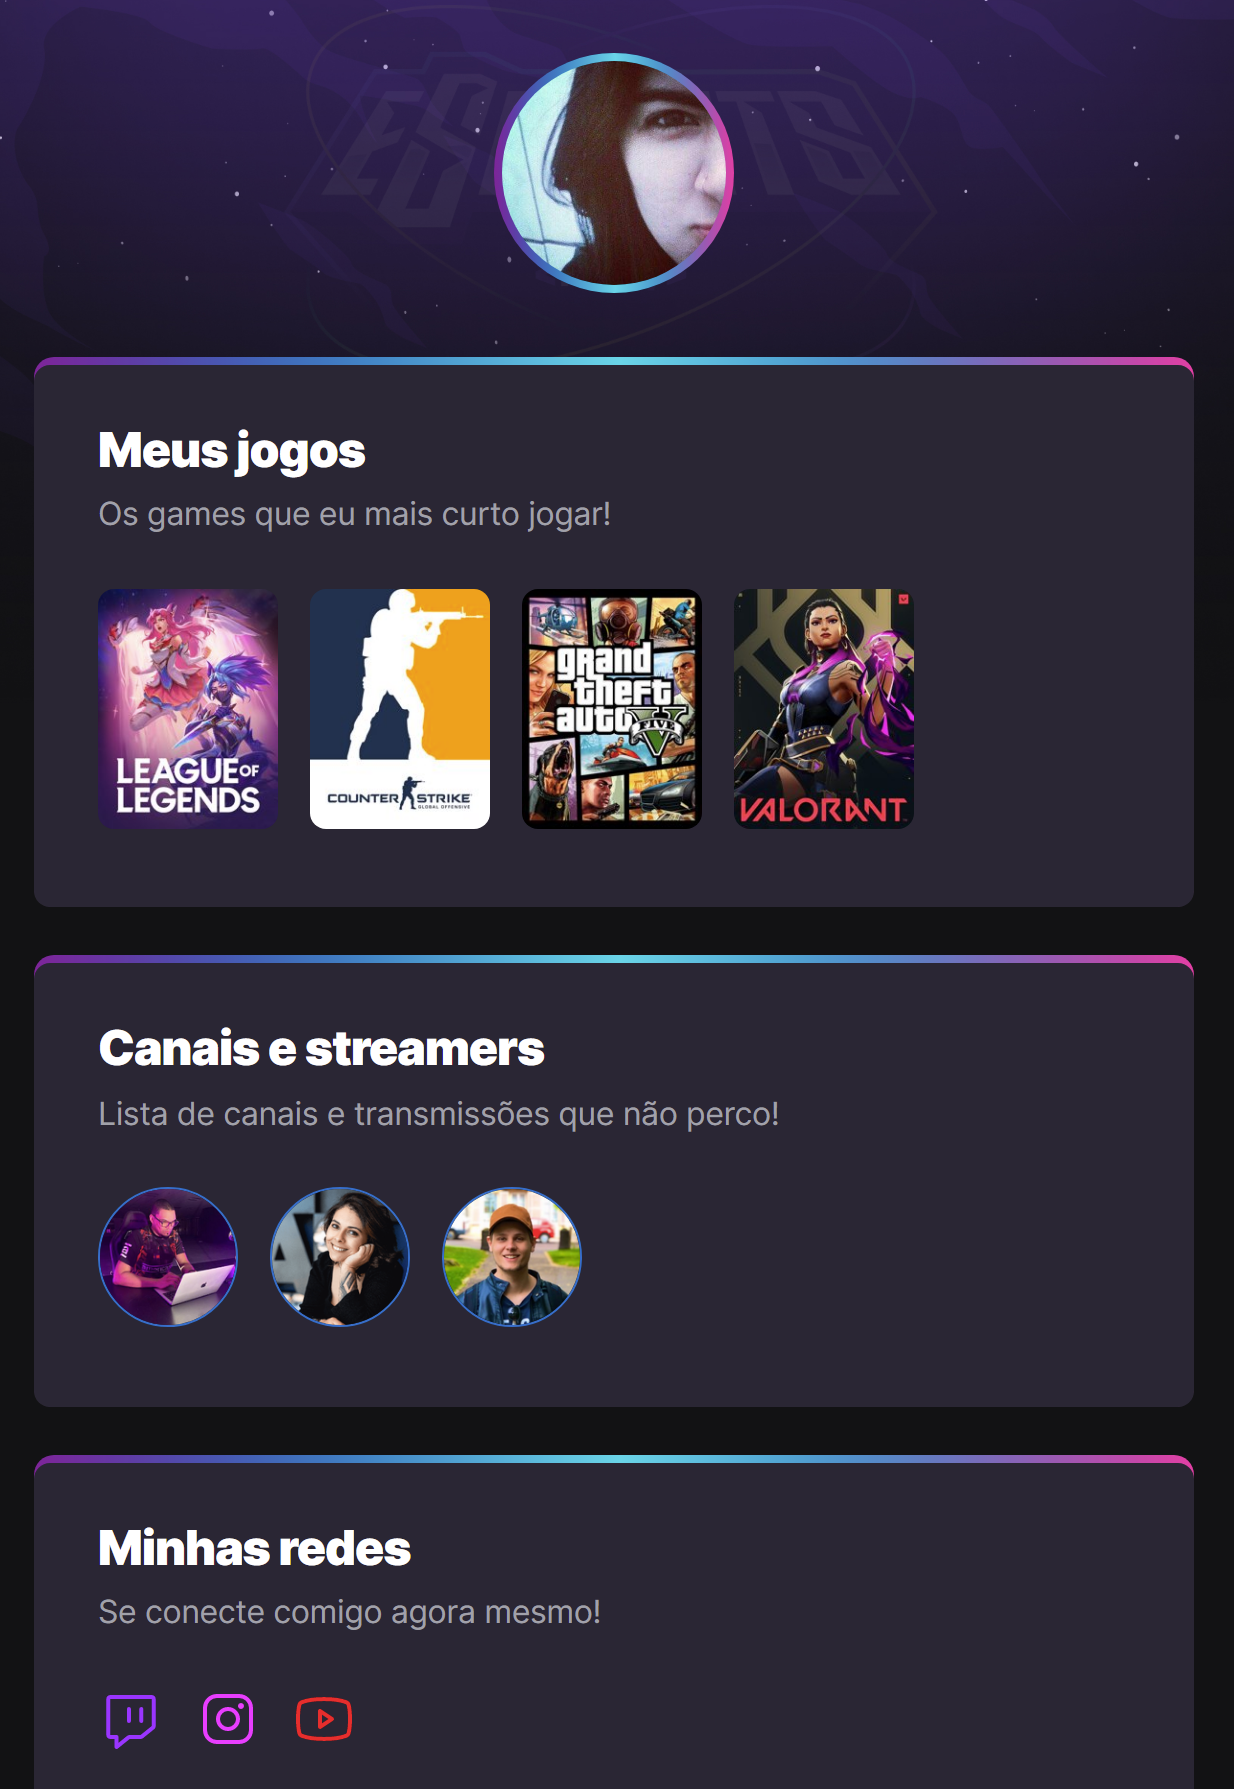 ESPORTS
Meus jogos
Os games que eu mais curto jogar!
LEAGUE OF
LEGENDS
COUNTER STRIKE
GLOBAL OFFENSIVE
grand
theft
auto V
FIVE
VALORANT
Canais e streamers
Lista de canais e transmissões que não perco!
Minhas redes
Se conecte comigo agora mesmo!